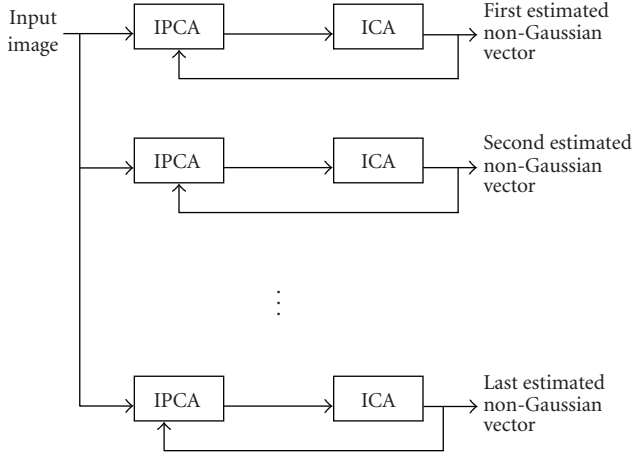 Input
image
IPCA
ICA
First estimated
non-Gaussian
vector
IPCA
ICA
Second estimated
non-Gaussian
vector
IPCA
ICA
Last estimated
non-Gaussian
vector